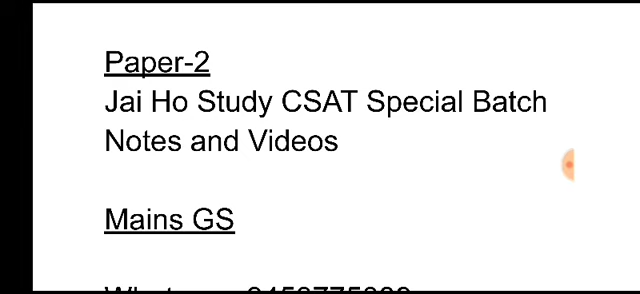 Paper-2
Jai Ho Study CSAT Special Batch
Notes and Videos
Mains GS